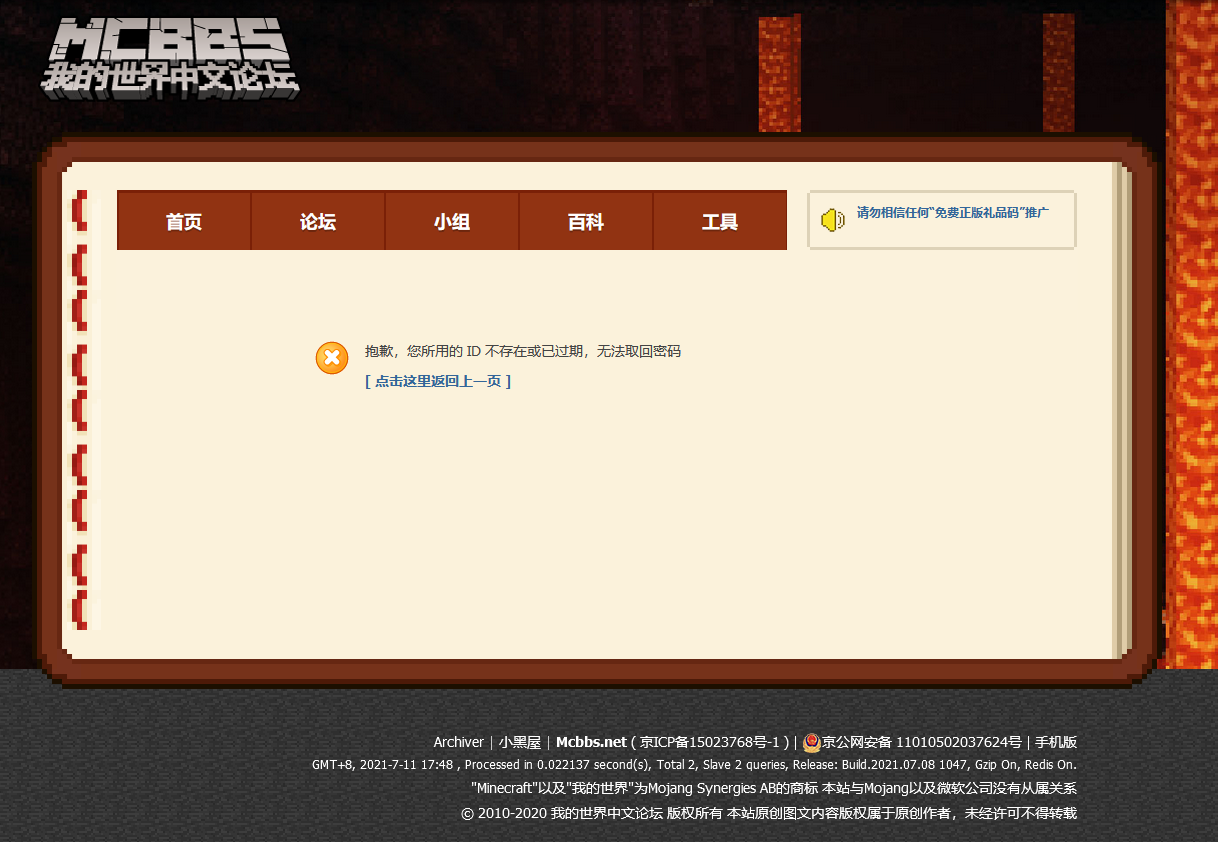 MCBBS
我的世界中文论坛
首页 论坛 小组 百科 工具
请勿相信任何“免费正版礼品码”推广
抱歉，您所用的 ID 不存在或已过期，无法取回密码
[ 点击这里返回上一页 ]
Archiver | 小黑屋 | Mcbbs.net ( 京ICP备15023768号-1 ) | 京公网安备 11010502037624号 | 手机版
GMT+8, 2021-7-11 17:48 , Processed in 0.022137 second(s), Total 2, Slave 2 queries, Release: Build.2021.07.08 1047, Gzip On, Redis On.
"Minecraft"以及"我的世界"为Mojang Synergies AB的商标 本站与Mojang以及微软公司没有从属关系
© 2010-2020 我的世界中文论坛 版权所有 本站原创图文内容版权属于原创作者，未经许可不得转载